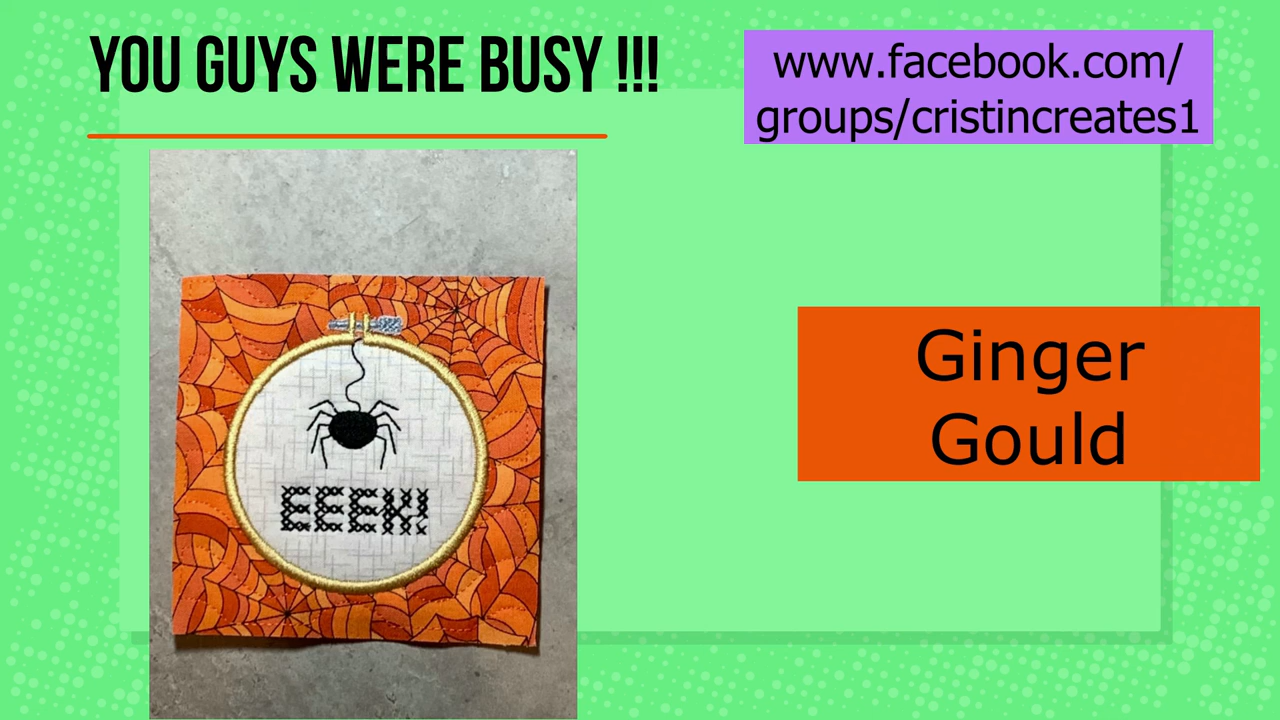 YOU GUYS WERE BUSY !!!
www.facebook.com/
groups/cristincreates1
Ginger
Gould
EEEK!